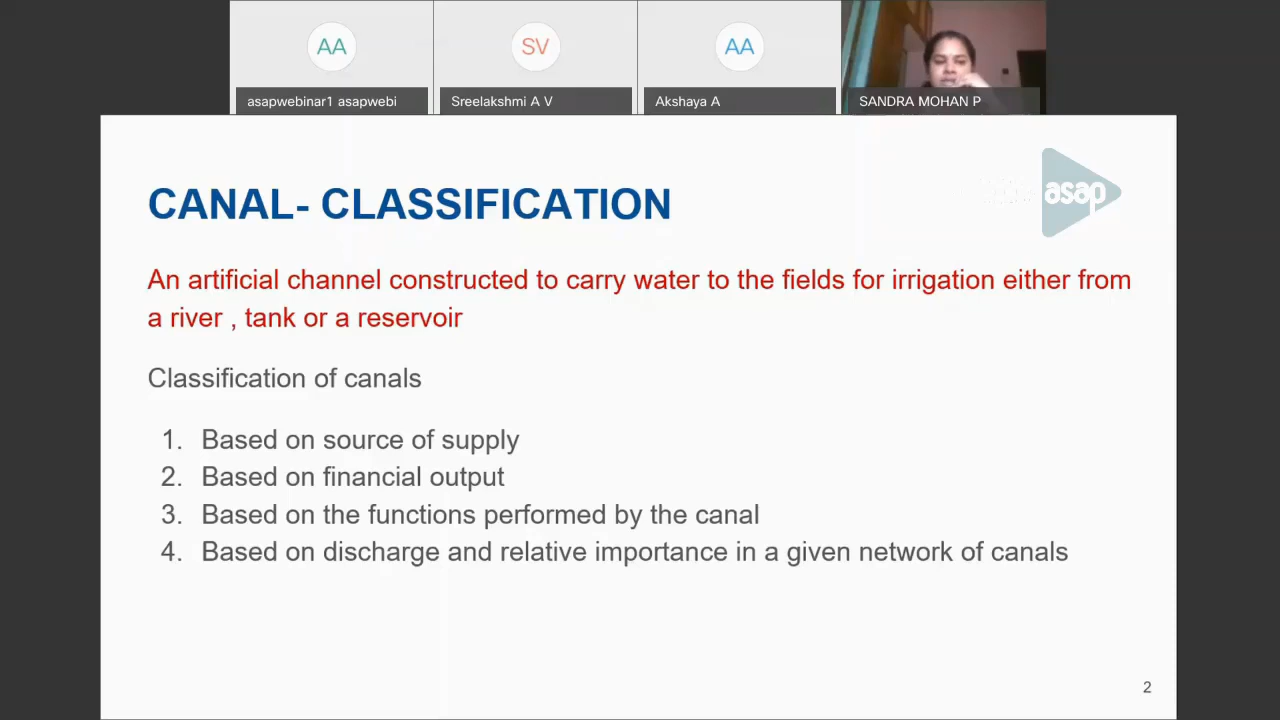 AA
SV
AA
asapwebinar1 asapwebi
Sreelakshmi A V
Akshaya A
SANDRA MOHAN P
asap
CANAL- CLASSIFICATION
An artificial channel constructed to carry water to the fields for irrigation either from
a river , tank or a reservoir
Classification of canals
1. Based on source of supply
2. Based on financial output
3. Based on the functions performed by the canal
4. Based on discharge and relative importance in a given network of canals
2